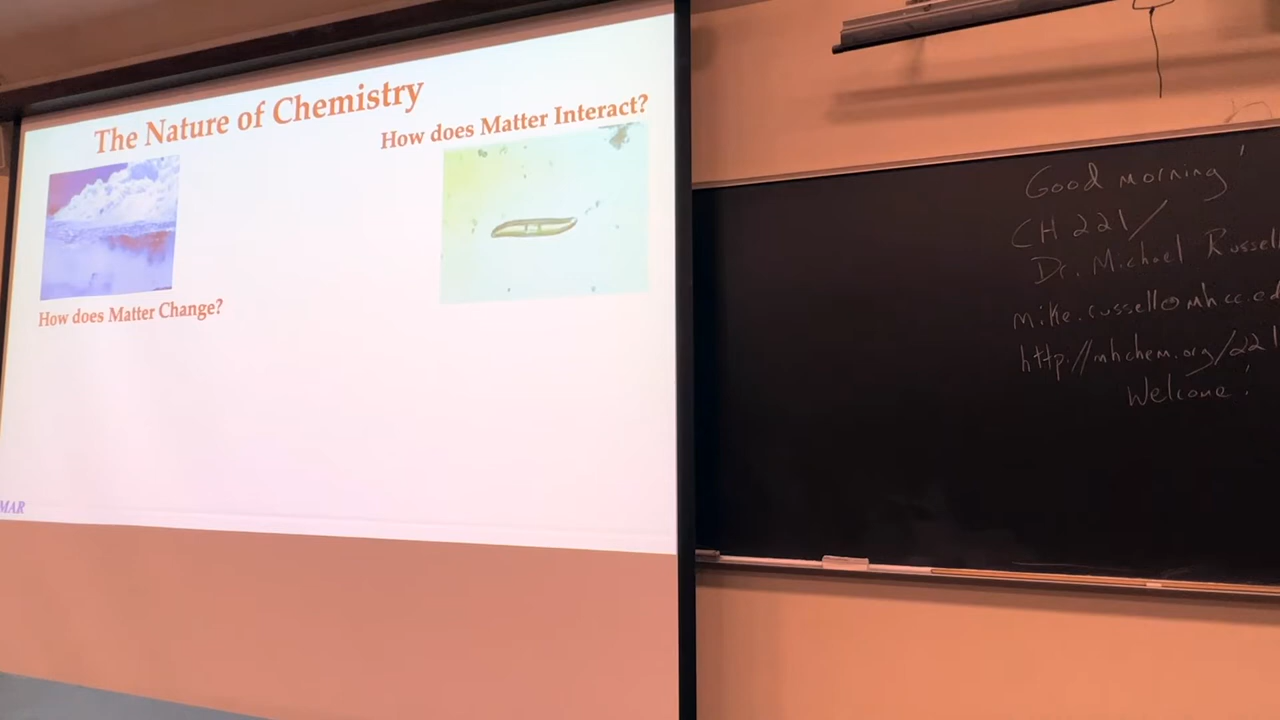 The Nature of Chemistry
How does Matter Interact?
How does Matter Change?
MAR
Good morning!
CH 221
Dr. Michael Russell
mike.russell@mhcc.ed
http://mhchem.org/221
Welcome!